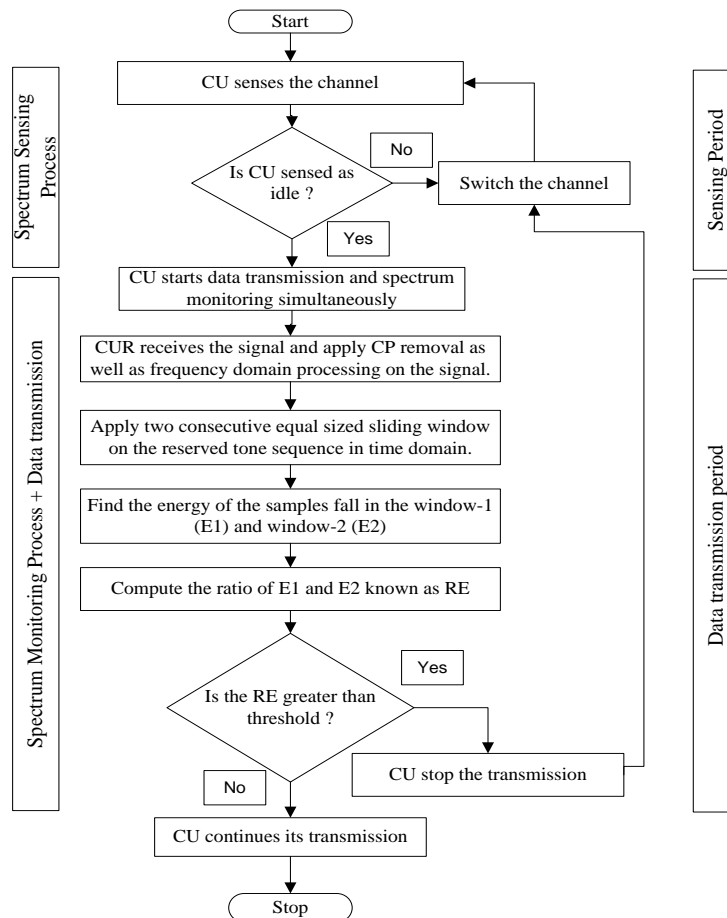 Start
CU senses the channel
Is CU sensed as
idle ?
No
Switch the channel
Yes
CU starts data transmission and spectrum
monitoring simultaneously
CUR receives the signal and apply CP removal as
well as frequency domain processing on the signal.
Apply two consecutive equal sized sliding window
on the reserved tone sequence in time domain.
Find the energy of the samples fall in the window-1
(E1) and window-2 (E2)
Compute the ratio of E1 and E2 known as RE
Is the RE greater than
threshold ?
Yes
CU stop the transmission
No
CU continues its transmission
Stop
Spectrum Sensing
Process
Spectrum Monitoring Process + Data transmission
Sensing Period
Data transmission period